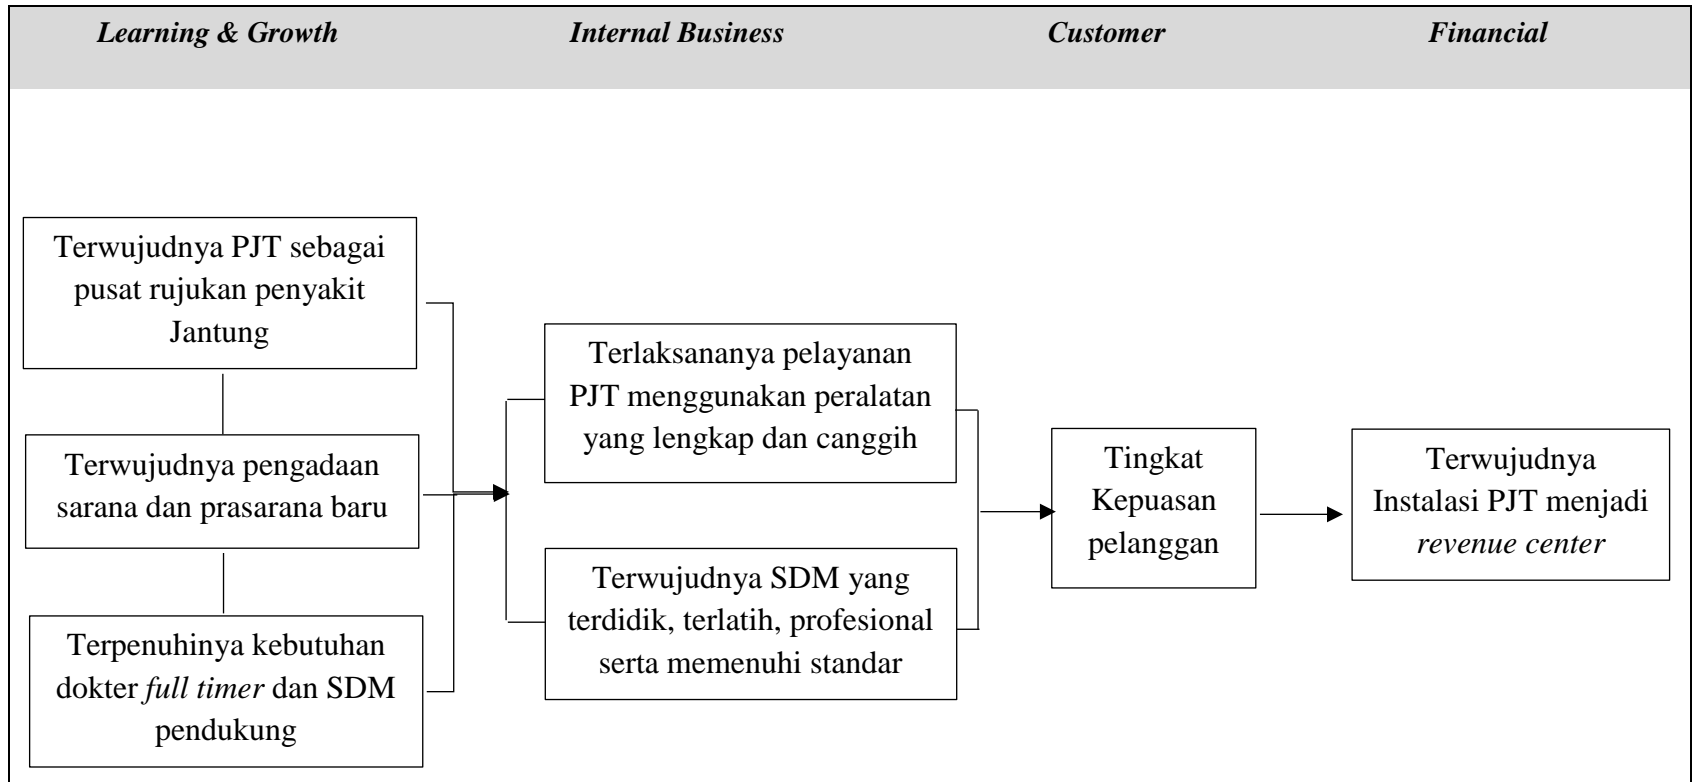 Learning & Growth
Internal Business
Customer
Financial
Terwujudnya PJT sebagai
pusat rujukan penyakit
Jantung
Terwujudnya pengadaan
sarana dan prasarana baru
Terpenuhinya kebutuhan
dokter full timer dan SDM
pendukung
Terlaksananya pelayanan
PJT menggunakan peralatan
yang lengkap dan canggih
Terwujudnya SDM yang
terdidik, terlatih, profesional
serta memenuhi standar
Tingkat
Kepuasan
pelanggan
Terwujudnya
Instalasi PJT menjadi
revenue center